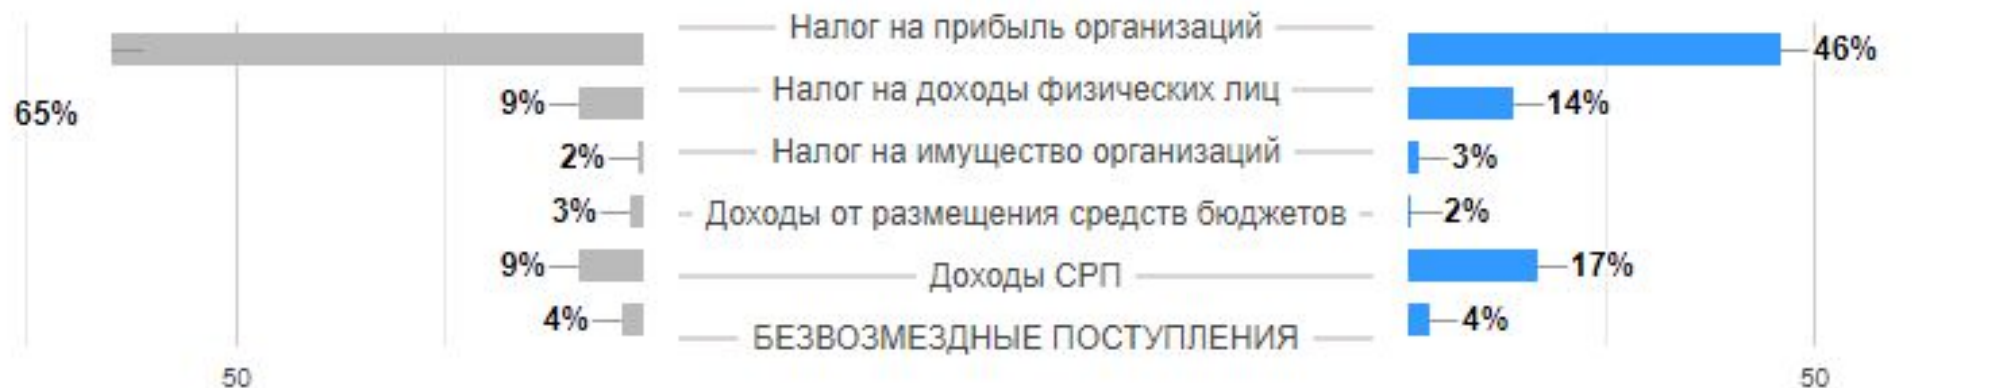 Налог на прибыль организаций
46%
65%
9%
Налог на доходы физических лиц
14%
2%
Налог на имущество организаций
3%
3%
Доходы от размещения средств бюджетов
2%
9%
Доходы СРП
17%
4%
БЕЗВОЗМЕЗДНЫЕ ПОСТУПЛЕНИЯ
4%
50
50